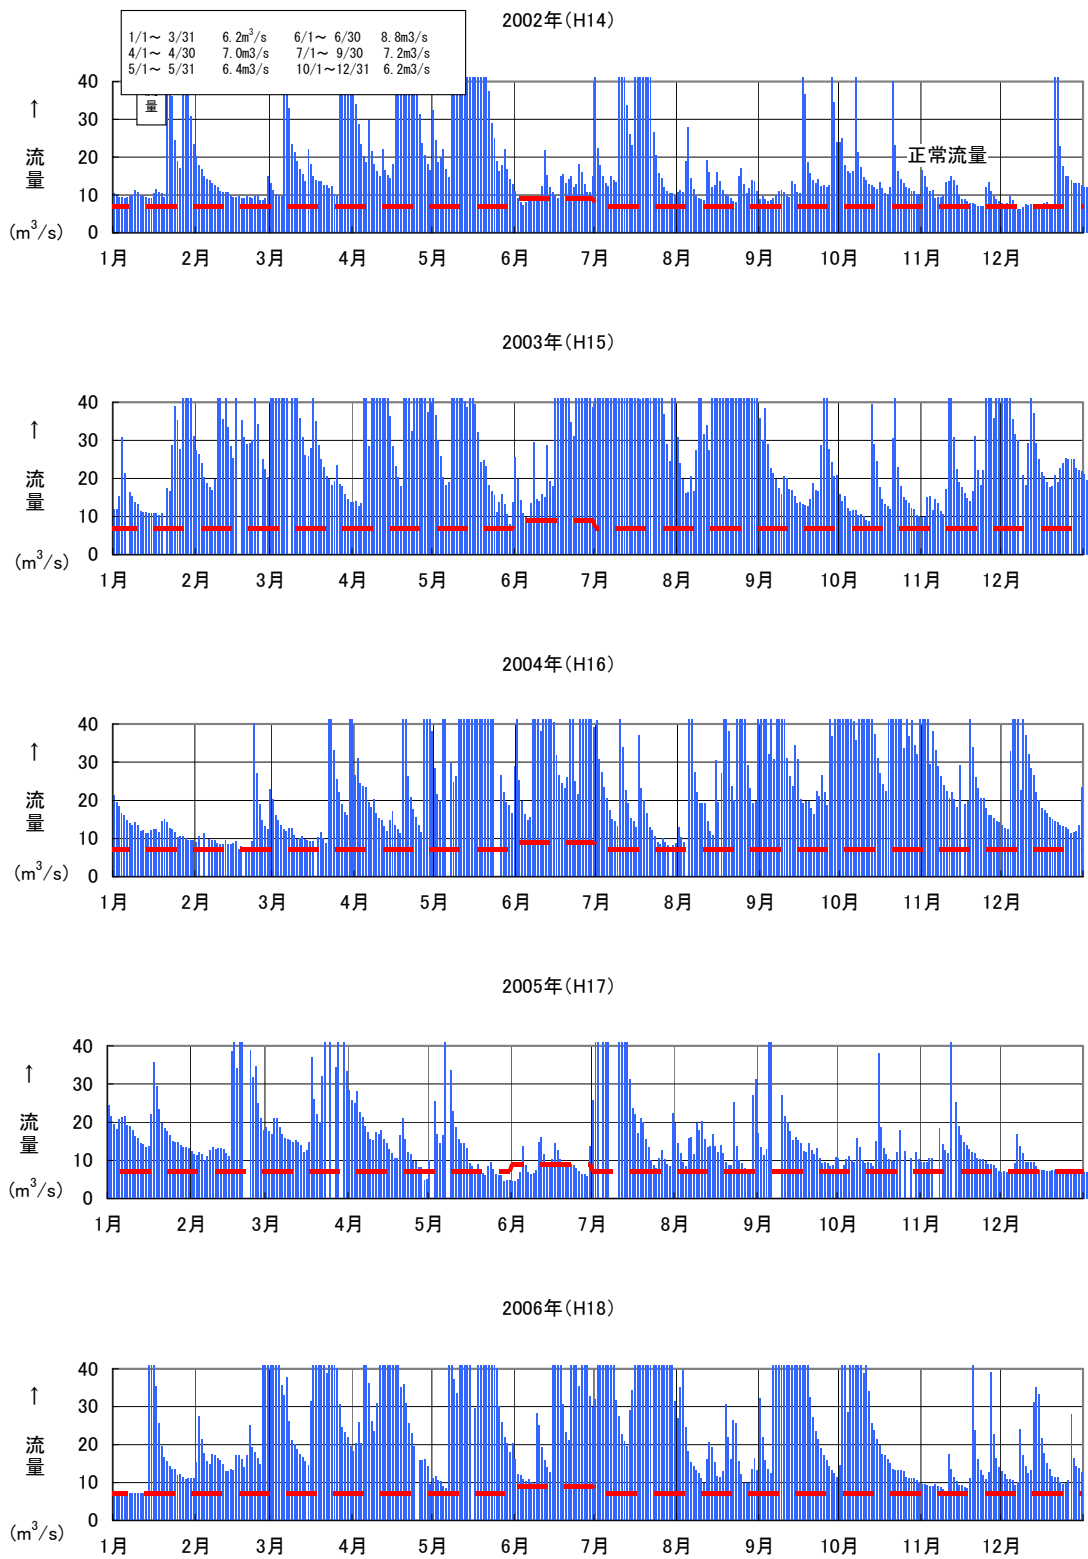 2002年(H14)
1/1～ 3/31 6.2m³/s 6/1～ 6/30 8.8m3/s
4/1～ 4/30 7.0m3/s 7/1～ 9/30 7.2m3/s
5/1～ 5/31 6.4m3/s 10/1～12/31 6.2m3/s
量
正常流量
↑
流
量
(m³/s)
40
30
20
10
0
1月 2月 3月 4月 5月 6月 7月 8月 9月 10月 11月 12月
2003年(H15)
↑
流
量
(m³/s)
40
30
20
10
0
1月 2月 3月 4月 5月 6月 7月 8月 9月 10月 11月 12月
2004年(H16)
↑
流
量
(m³/s)
40
30
20
10
0
1月 2月 3月 4月 5月 6月 7月 8月 9月 10月 11月 12月
2005年(H17)
↑
流
量
(m³/s)
40
30
20
10
0
1月 2月 3月 4月 5月 6月 7月 8月 9月 10月 11月 12月
2006年(H18)
↑
流
量
(m³/s)
40
30
20
10
0
1月 2月 3月 4月 5月 6月 7月 8月 9月 10月 11月 12月